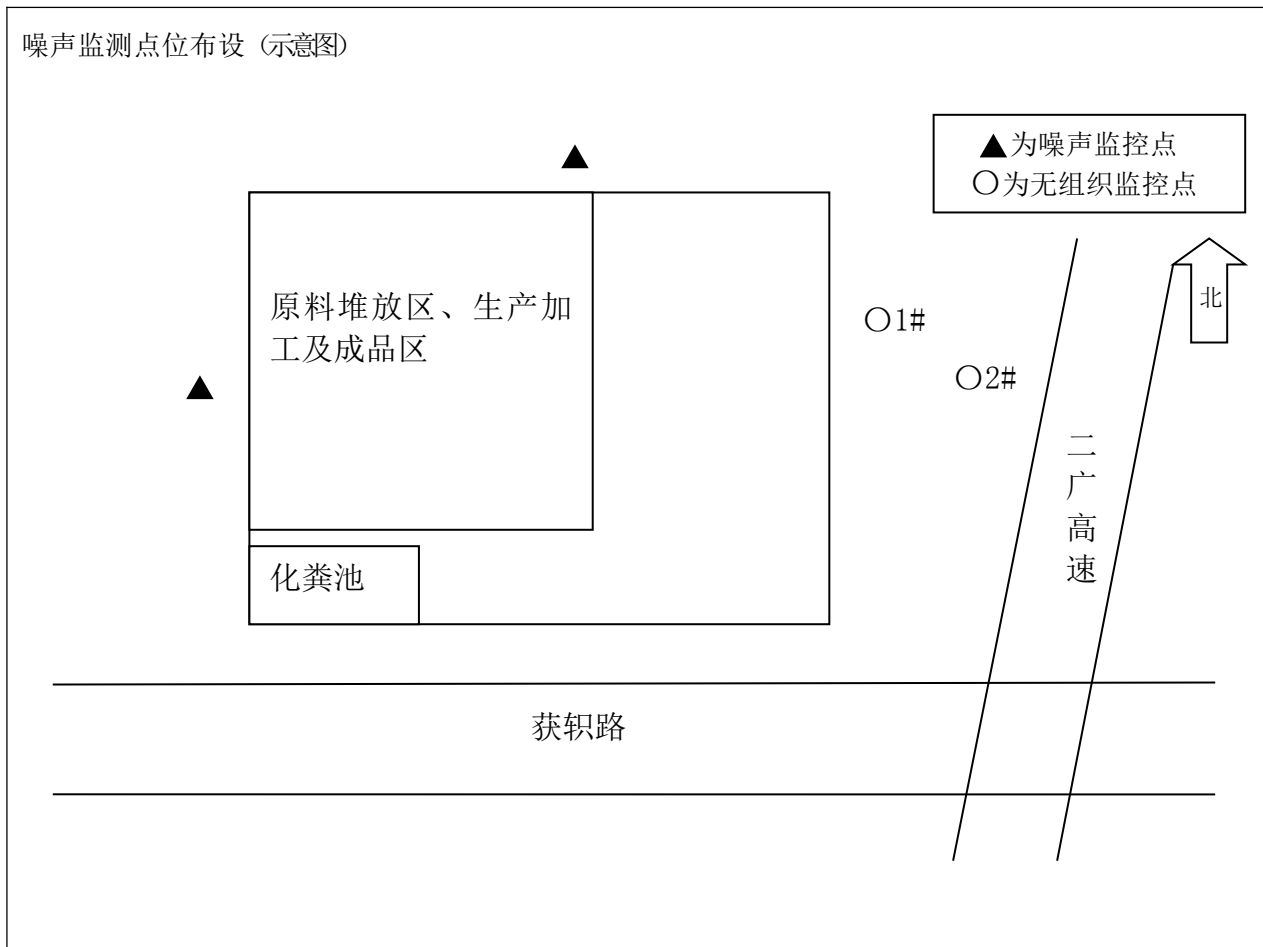 噪声监测点位布设（示意图）
▲为噪声监控点
○为无组织监控点
北
原料堆放区、生产加
工及成品区
○1#
○2#
二
广
高
速
化粪池
获轵路